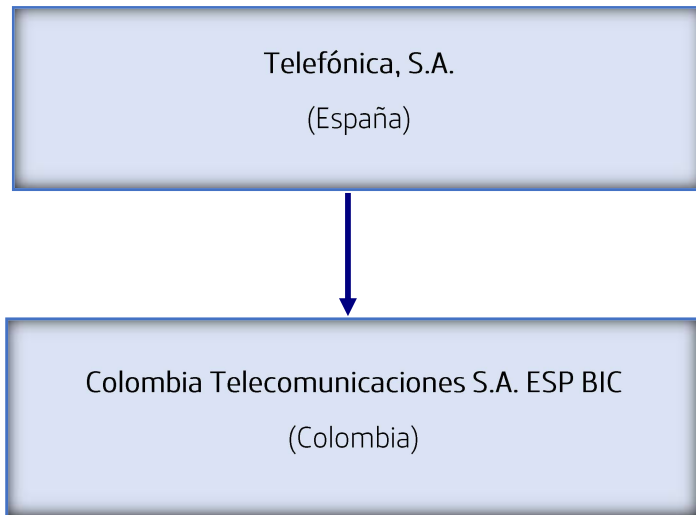 Telefónica, S.A.
(España)
Colombia Telecomunicaciones S.A. ESP BIC
(Colombia)